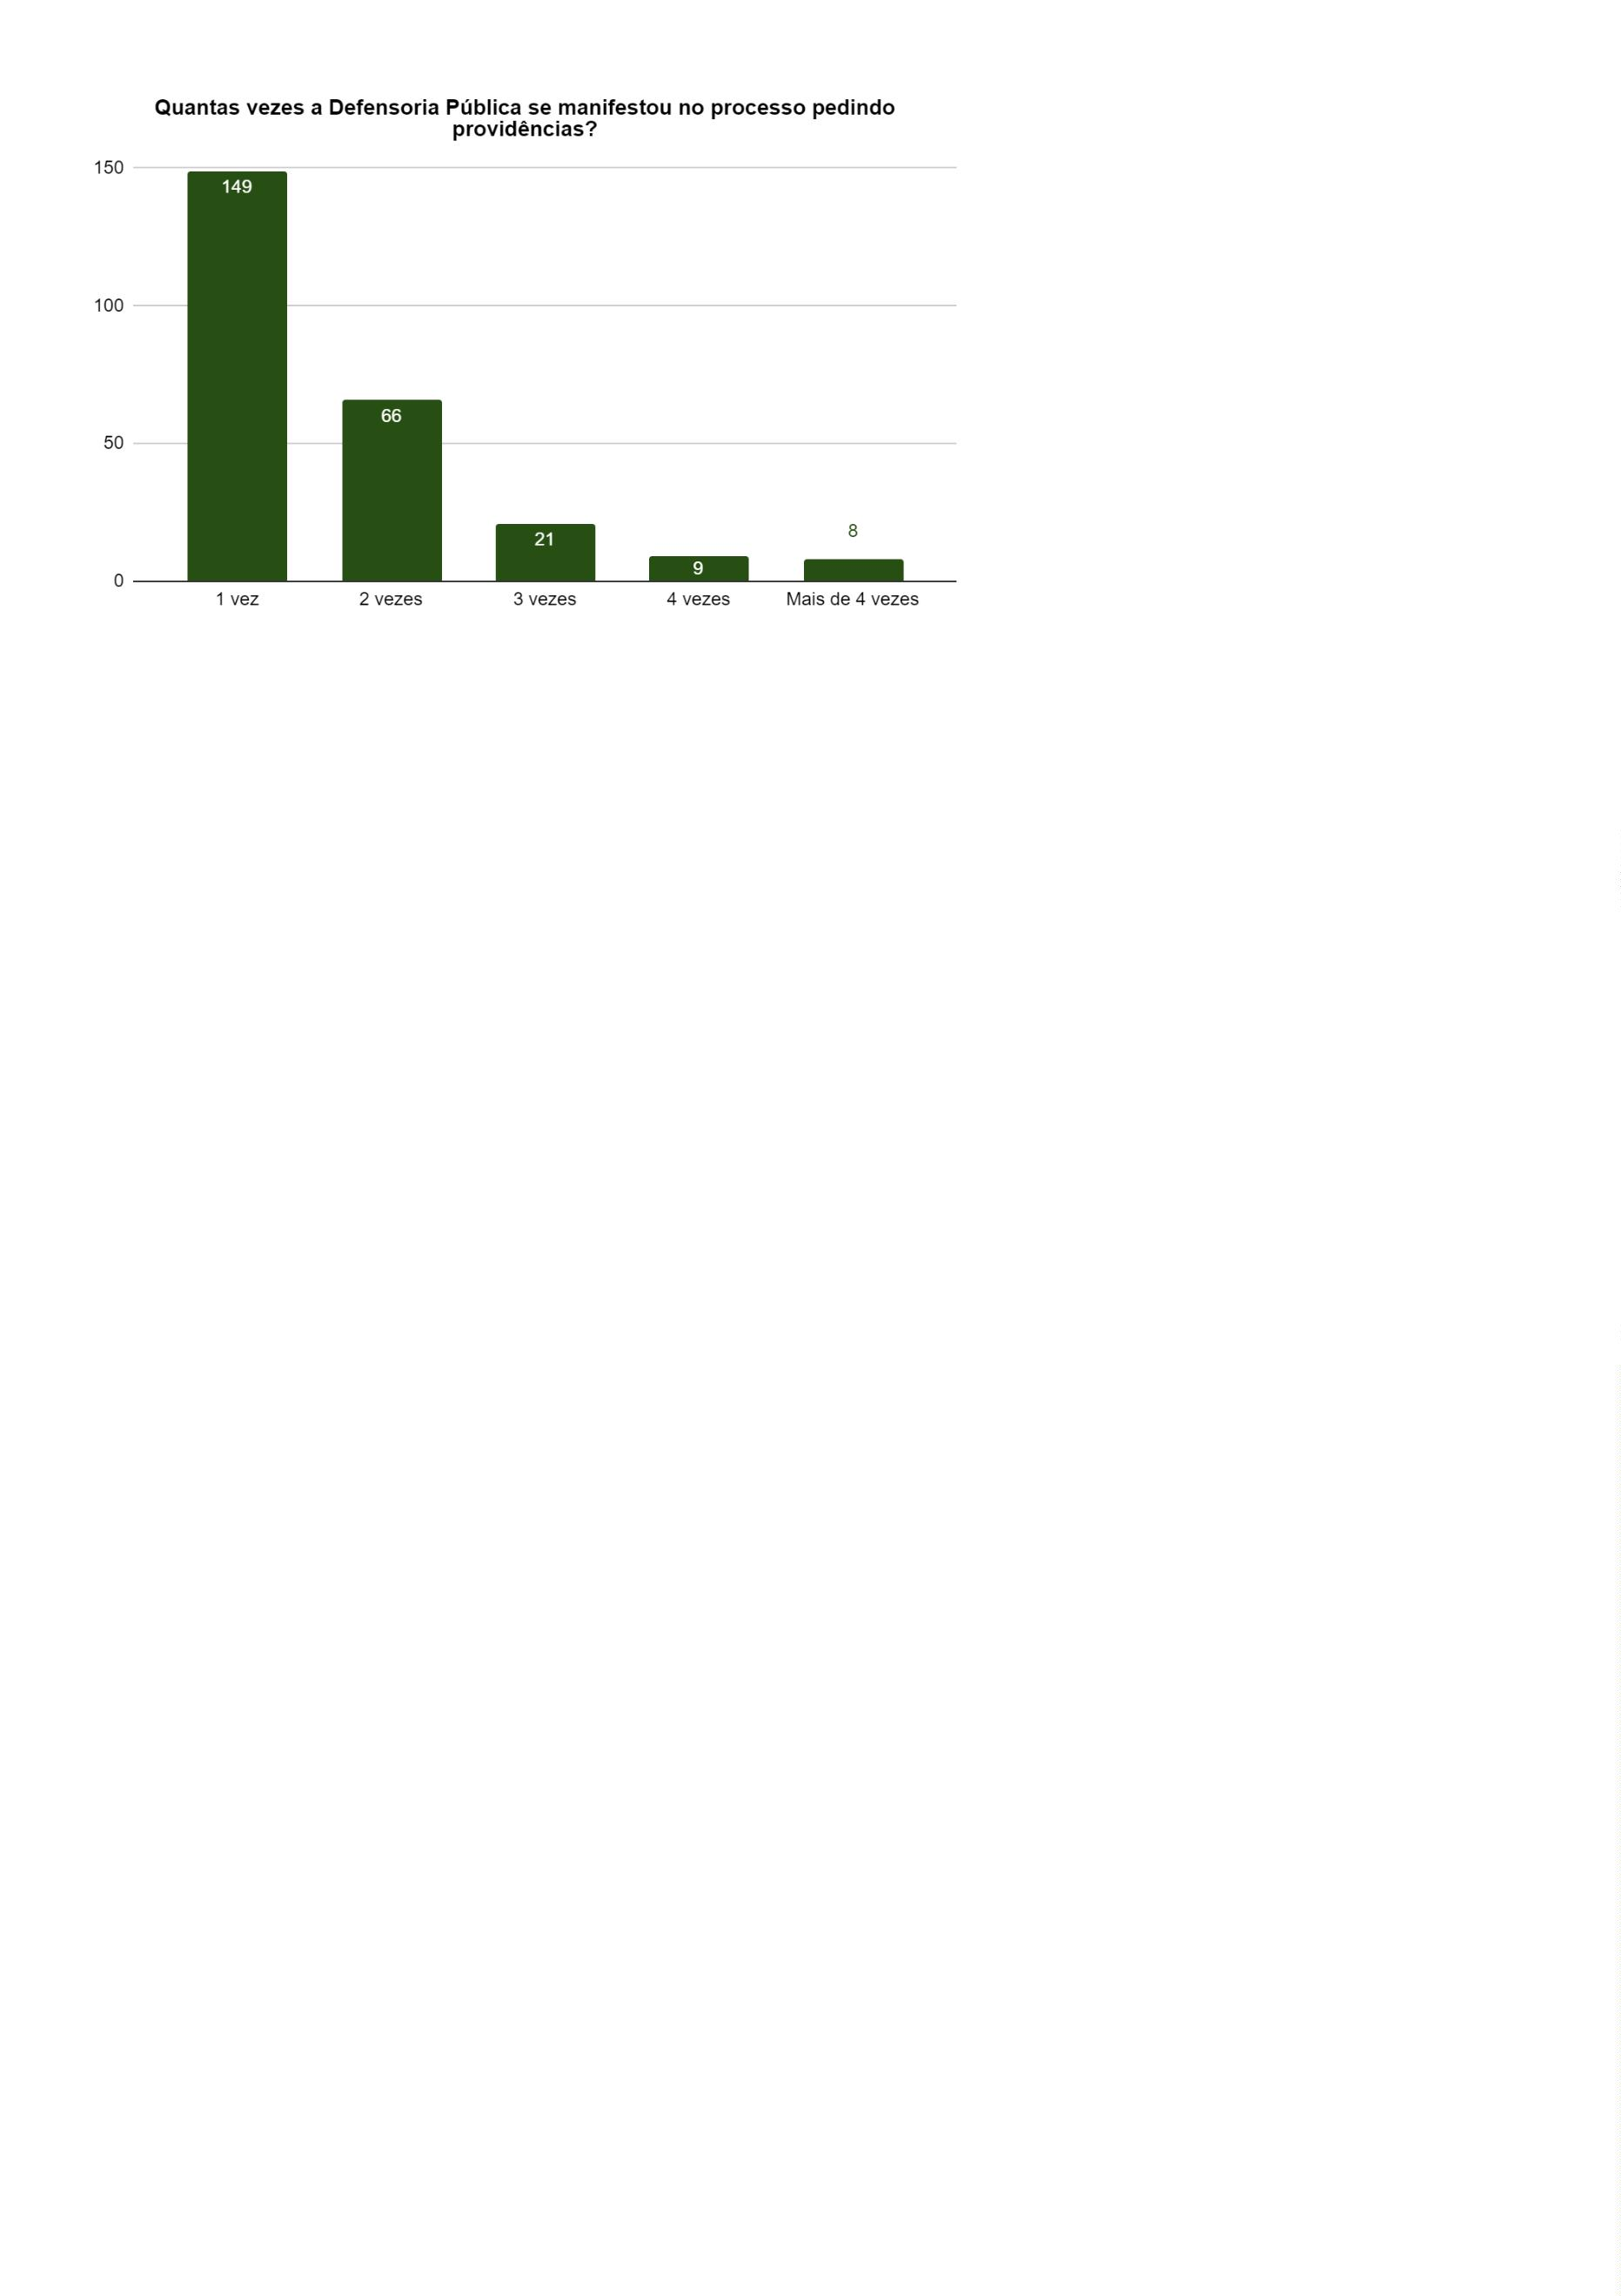 Quantas vezes a Defensoria Pública se manifestou no processo pedindo
providências?
150
149
100
66
50
21
9
8
0
1 vez
2 vezes
3 vezes
4 vezes
Mais de 4 vezes